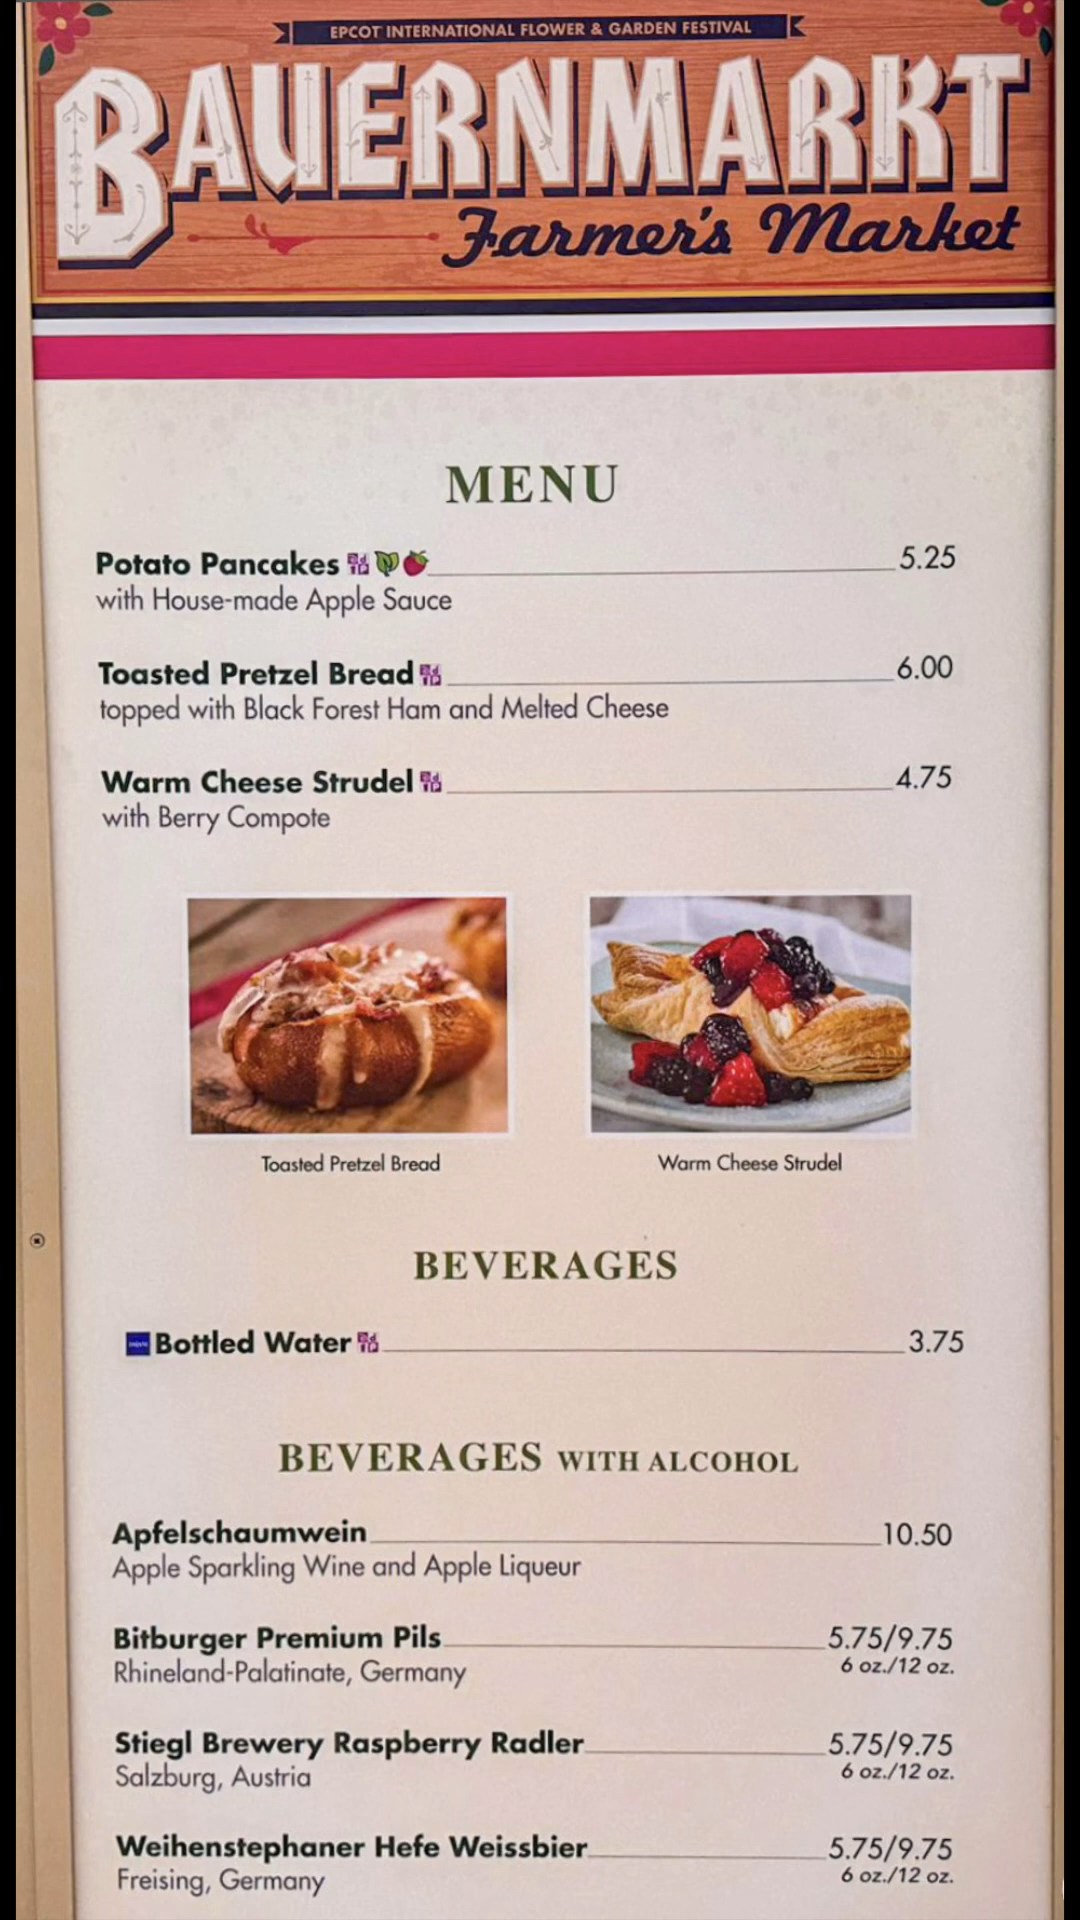 EPCOT INTERNATIONAL FLOWER & GARDEN FESTIVAL
BAUERNMARKT
Farmer's Market
MENU
Potato Pancakes 5.25
with House-made Apple Sauce
Toasted Pretzel Bread 6.00
topped with Black Forest Ham and Melted Cheese
Warm Cheese Strudel 4.75
with Berry Compote
Toasted Pretzel Bread Warm Cheese Strudel
BEVERAGES
Bottled Water 3.75
BEVERAGES WITH ALCOHOL
Apfelschaumwein 10.50
Apple Sparkling Wine and Apple Liqueur
Bitburger Premium Pils 5.75/9.75
Rhineland-Palatinate, Germany 6 oz./12 oz.
Stiegl Brewery Raspberry Radler 5.75/9.75
Salzburg, Austria 6 oz./12 oz.
Weihenstephaner Hefe Weissbier 5.75/9.75
Freising, Germany 6 oz./12 oz.